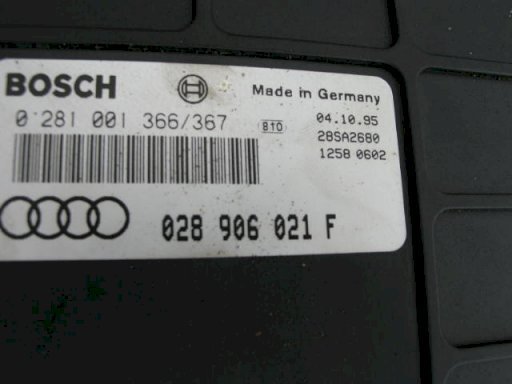 BOSCH
Made in Germany
0 281 001 366/367
810
04.10.95
28SA2680
1258 0602
028 906 021 F